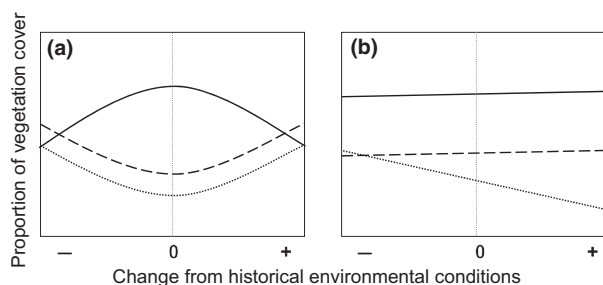 (a)
(b)
Proportion of vegetation cover
– 0 +
– 0 +
Change from historical environmental conditions